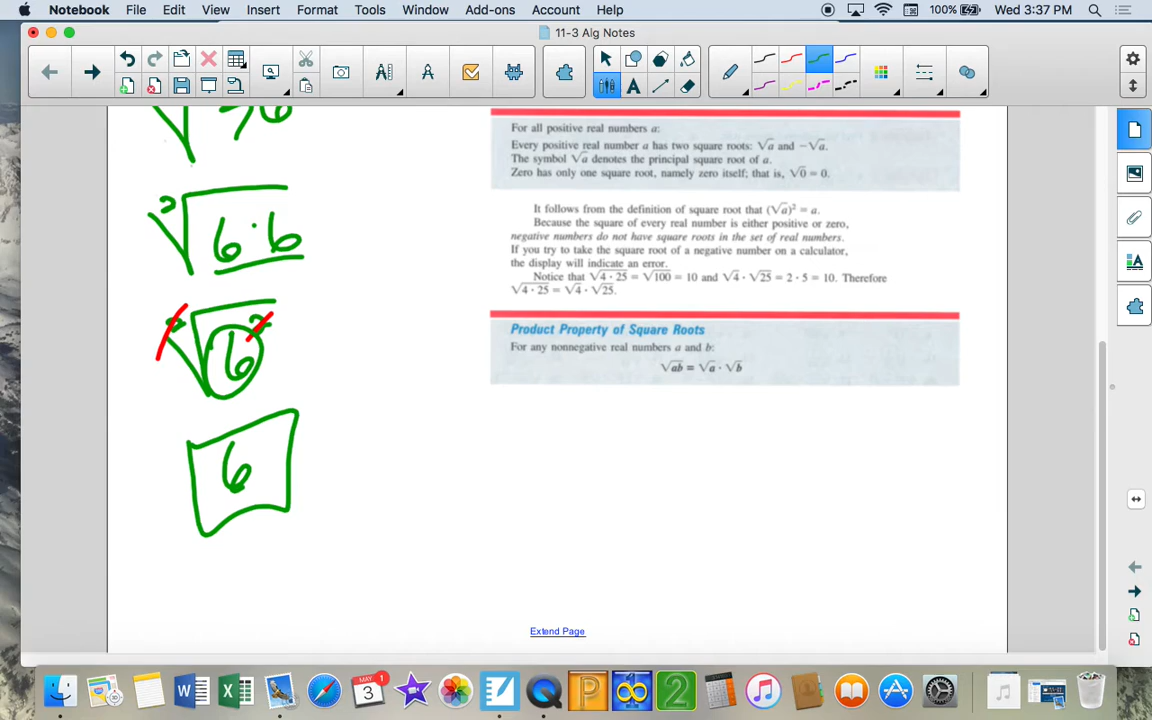 Notebook File Edit View Insert Format Tools Window Add-ons Account Help 100% Wed 3:37 PM
11-3 Alg Notes
For all positive real numbers a:
Every positive real number a has two square roots: √a and −√a.
The symbol √a denotes the principal square root of a.
Zero has only one square root, namely zero itself; that is, √0 = 0.
2√6·6
It follows from the definition of square root that (√a)² = a.
Because the square of every real number is either positive or zero,
negative numbers do not have square roots in the set of real numbers.
If you try to take the square root of a negative number on a calculator,
the display will indicate an error.
Notice that √4 · 25 = √100 = 10 and √4 · √25 = 2 · 5 = 10. Therefore
√4 · 25 = √4 · √25.
2√6²
Product Property of Square Roots
For any nonnegative real numbers a and b:
√ab = √a · √b
6
Extend Page
MAY 1
3
2